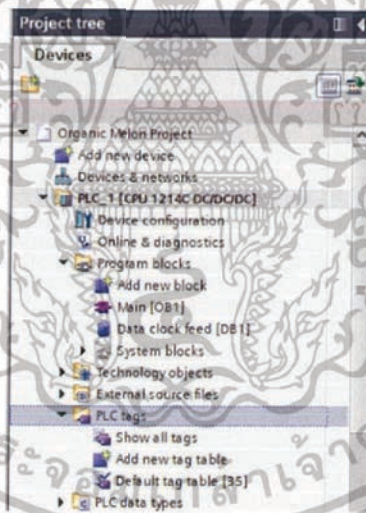 Project tree
Devices
Organic Melon Project
Add new device
Devices & networks
PLC_1 [CPU 1214C DC/DC/DC]
Device configuration
Online & diagnostics
Program blocks
Add new block
Main [OB1]
Data clock feed [DB1]
System blocks
Technology objects
External source files
PLC tags
Show all tags
Add new tag table
Default tag table [35]
PLC data types